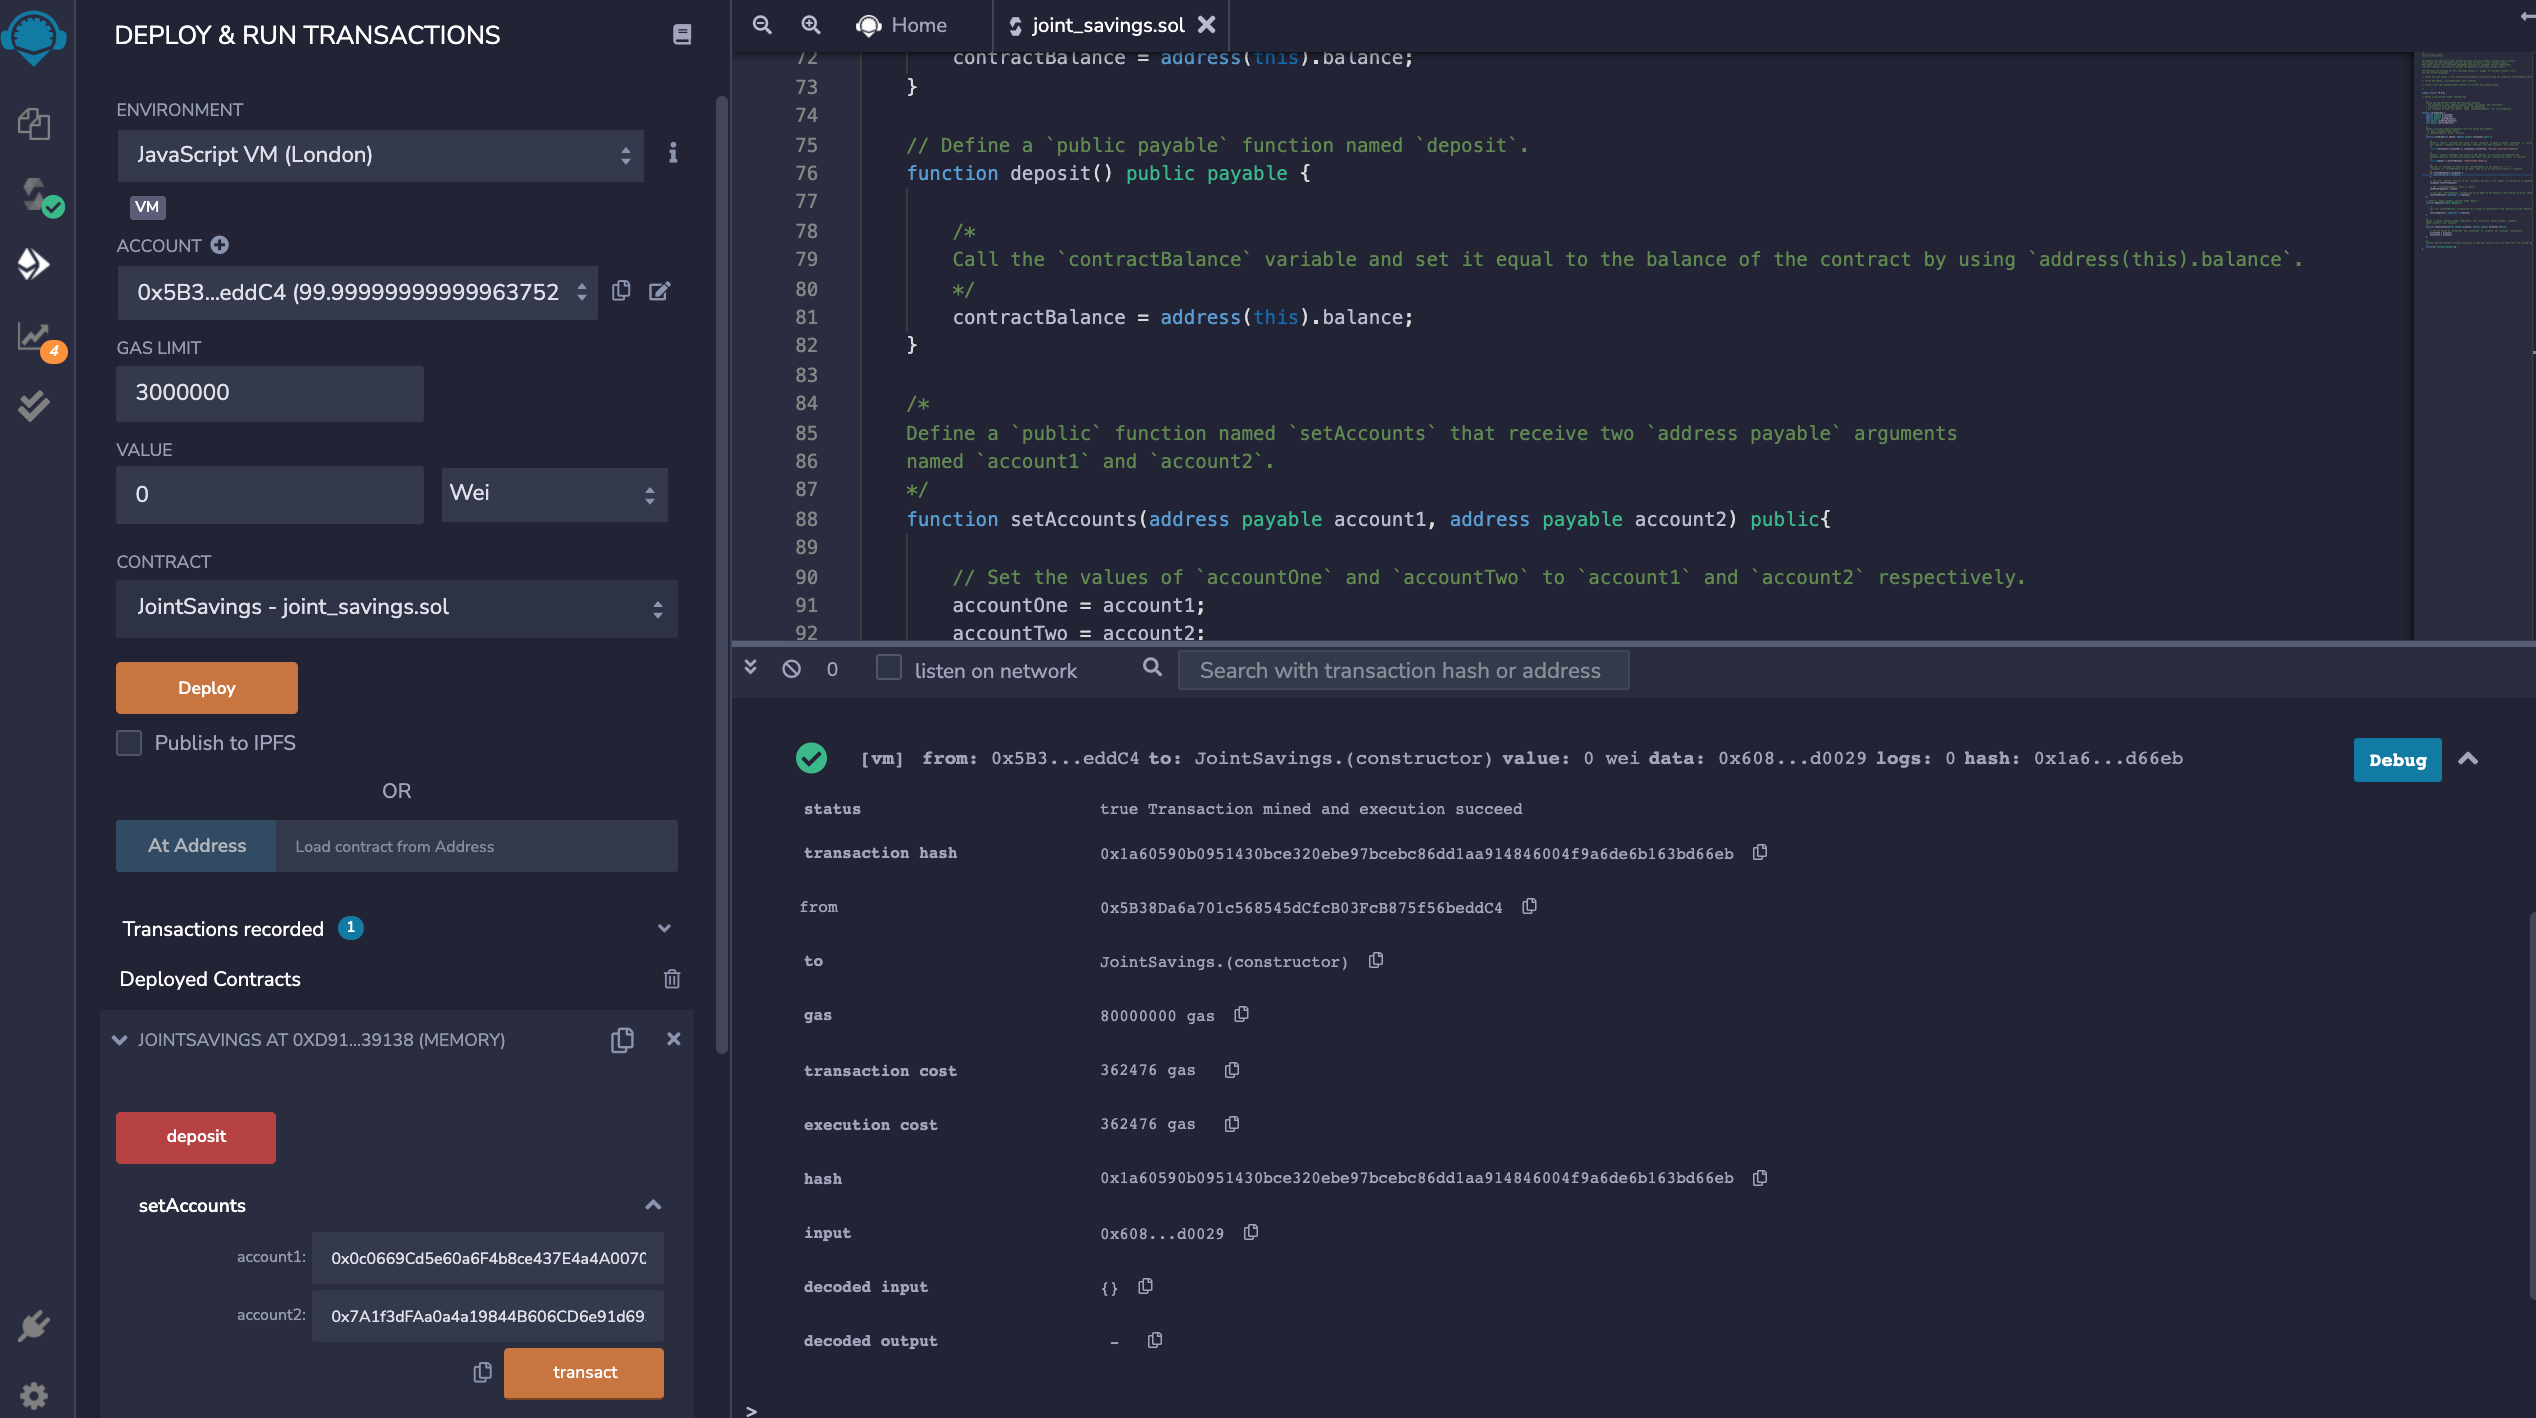 DEPLOY & RUN TRANSACTIONS
ENVIRONMENT
JavaScript VM (London)
VM
ACCOUNT
0x5B3...eddC4 (99.99999999999963752
GAS LIMIT
3000000
VALUE
0
Wei
CONTRACT
JointSavings - joint_savings.sol
Deploy
Publish to IPFS
OR
At Address
Load contract from Address
Transactions recorded 1
Deployed Contracts
JOINTSAVINGS AT 0XD91...39138 (MEMORY)
deposit
setAccounts
account1: 0x0c0669Cd5e60a6F4b8ce437E4a4A007(
account2: 0x7A1f3dFAa0a4a19844B606CD6e91d69
transact
4
Home
joint_savings.sol
72 contractBalance = address(this).balance;
73 }
74
75 // Define a `public payable` function named `deposit`.
76 function deposit() public payable {
77
78 /*
79 Call the `contractBalance` variable and set it equal to the balance of the contract by using `address(this).balance`.
80 */
81 contractBalance = address(this).balance;
82 }
83
84 /*
85 Define a `public` function named `setAccounts` that receive two `address payable` arguments
86 named `account1` and `account2`.
87 */
88 function setAccounts(address payable account1, address payable account2) public{
89
90 // Set the values of `accountOne` and `accountTwo` to `account1` and `account2` respectively.
91 accountOne = account1;
92 accountTwo = account2;
0
listen on network
Search with transaction hash or address
[vm] from: 0x5B3...eddC4 to: JointSavings.(constructor) value: 0 wei data: 0x608...d0029 logs: 0 hash: 0x1a6...d66eb
Debug
status true Transaction mined and execution succeed
transaction hash 0x1a60590b0951430bce320ebe97bcebc86dd1aa914846004f9a6de6b163bd66eb
from 0x5B38Da6a701c568545dCfcB03FcB875f56beddC4
to JointSavings.(constructor)
gas 80000000 gas
transaction cost 362476 gas
execution cost 362476 gas
hash 0x1a60590b0951430bce320ebe97bcebc86dd1aa914846004f9a6de6b163bd66eb
input 0x608...d0029
decoded input {}
decoded output -
>